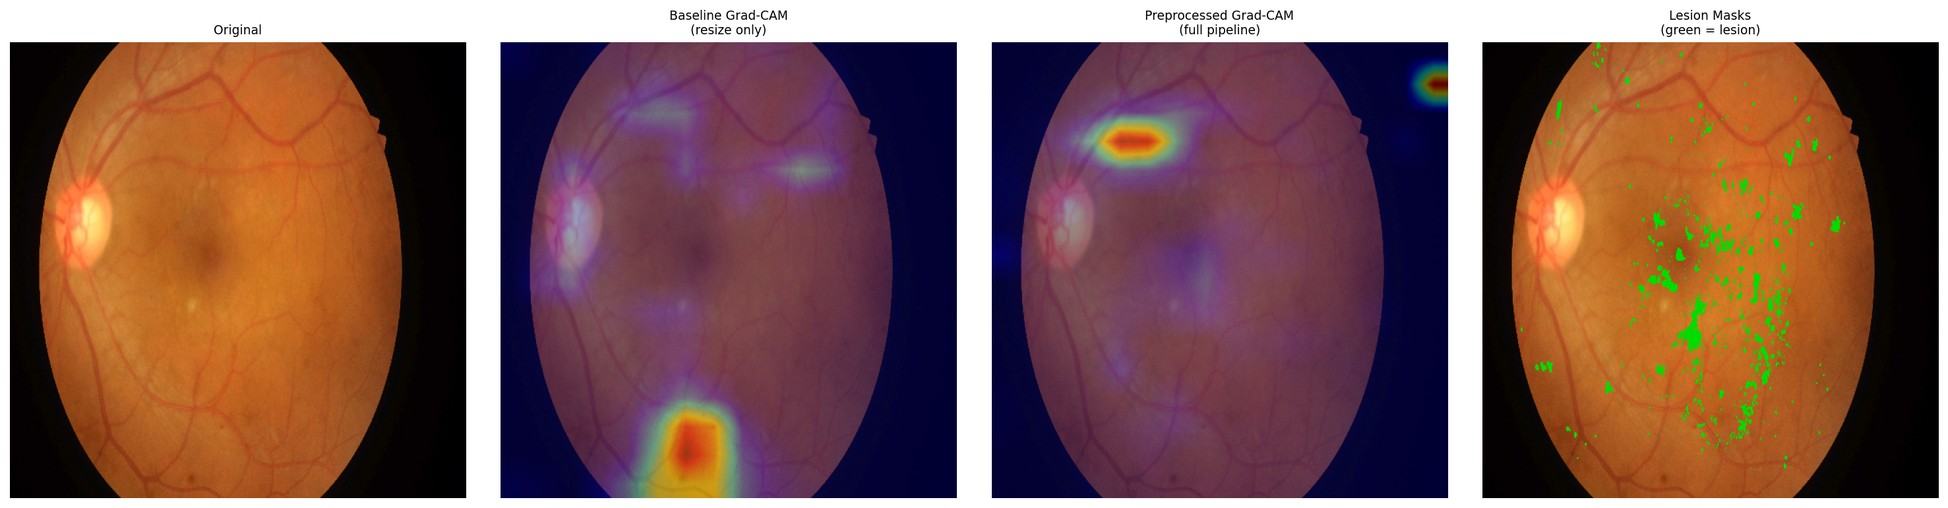 Original
Baseline Grad-CAM
(resize only)
Preprocessed Grad-CAM
(full pipeline)
Lesion Masks
(green = lesion)